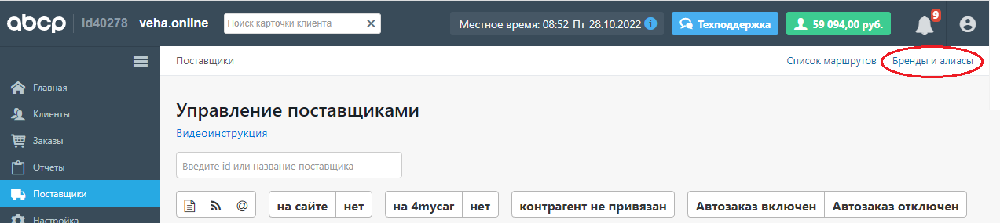 abcp id40278 veha.online Поиск карточки клиента Местное время: 08:52 Пт 28.10.2022 Техподдержка 59 094,00 руб. 9
Поставщики Список маршрутов Бренды и алиасы
Главная
Клиенты
Заказы
Отчеты
Поставщики
Настройка
Управление поставщиками
Видеоинструкция
Введите id или название поставщика
@ на сайте нет на 4mycar нет контрагент не привязан Автозаказ включен Автозаказ отключен